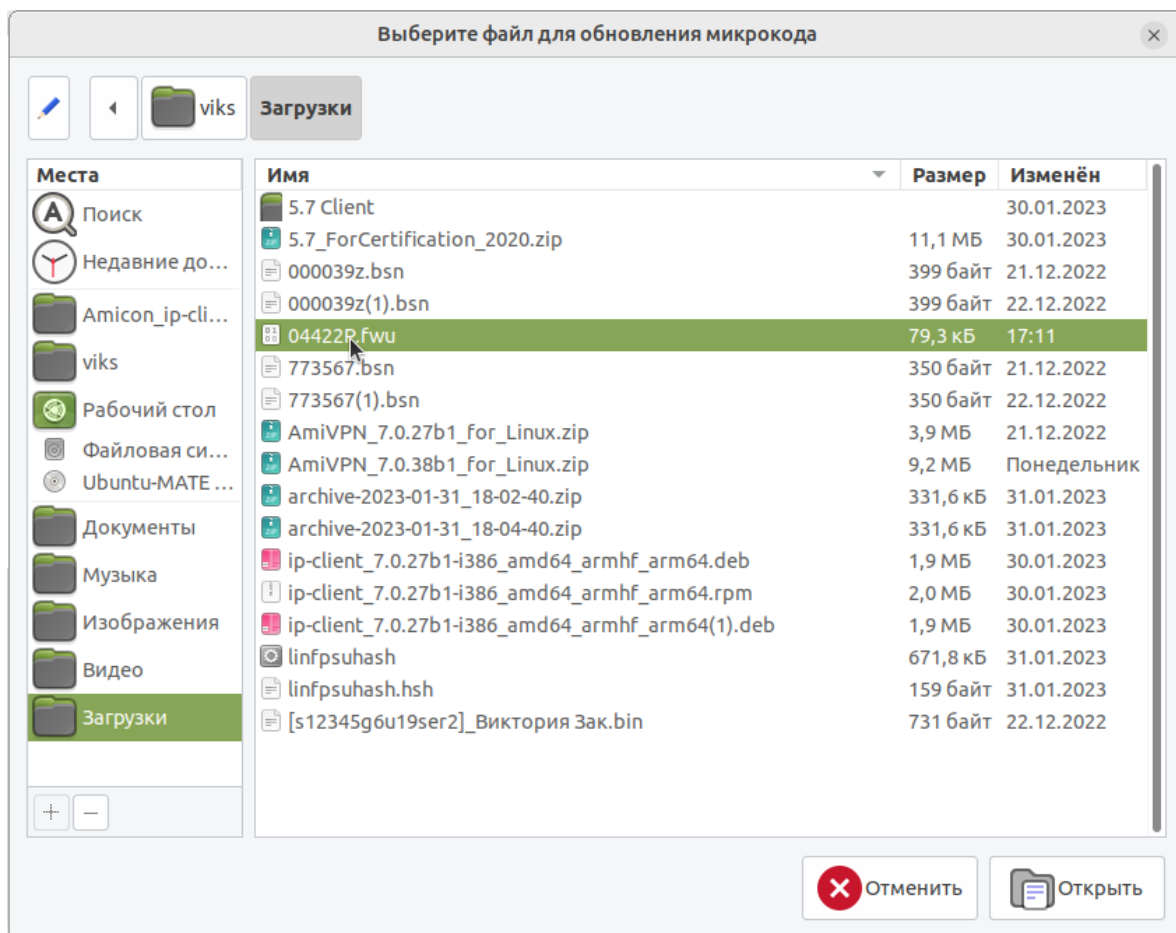 Выберите файл для обновления микрокода
viks
Загрузки
Места
Поиск
Недавние до...
Amicon_ip-cli...
viks
Рабочий стол
Файловая си...
Ubuntu-MATE ...
Документы
Музыка
Изображения
Видео
Загрузки
Имя Размер Изменён
5.7 Client 30.01.2023
5.7_ForCertification_2020.zip 11,1 МБ 30.01.2023
000039z.bsn 399 байт 21.12.2022
000039z(1).bsn 399 байт 22.12.2022
04422P.fwu 79,3 кБ 17:11
773567.bsn 350 байт 21.12.2022
773567(1).bsn 350 байт 22.12.2022
AmiVPN_7.0.27b1_for_Linux.zip 3,9 МБ 21.12.2022
AmiVPN_7.0.38b1_for_Linux.zip 9,2 МБ Понедельник
archive-2023-01-31_18-02-40.zip 331,6 кБ 31.01.2023
archive-2023-01-31_18-04-40.zip 331,6 кБ 31.01.2023
ip-client_7.0.27b1-i386_amd64_armhf_arm64.deb 1,9 МБ 30.01.2023
ip-client_7.0.27b1-i386_amd64_armhf_arm64.rpm 2,0 МБ 30.01.2023
ip-client_7.0.27b1-i386_amd64_armhf_arm64(1).deb 1,9 МБ 30.01.2023
linfpsuhash 671,8 кБ 31.01.2023
linfpsuhash.hsh 159 байт 31.01.2023
[s12345g6u19ser2]_Виктория Зак.bin 731 байт 22.12.2022
Отменить
Открыть